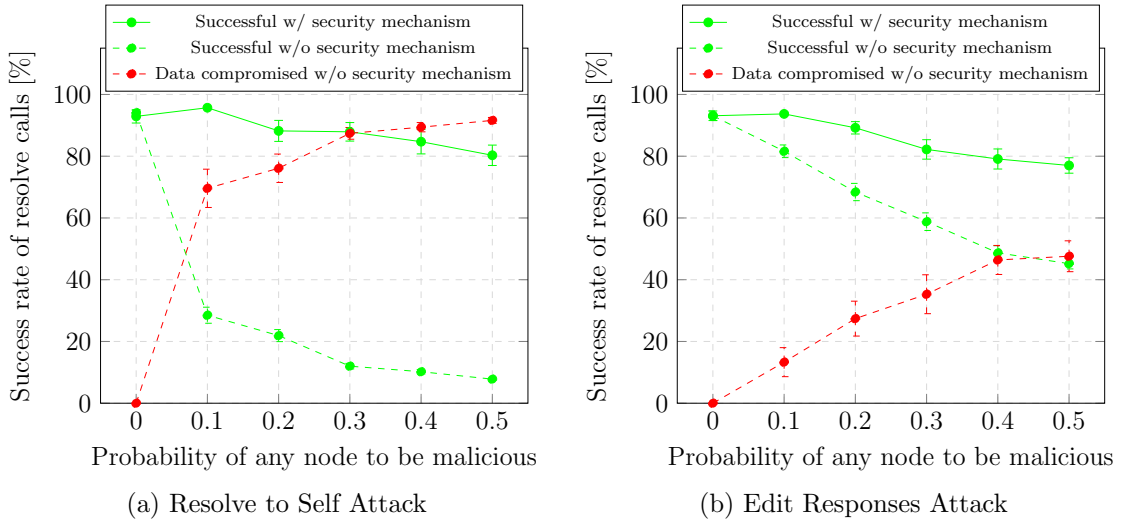 Successful w/ security mechanism
Successful w/o security mechanism
Data compromised w/o security mechanism
Success rate of resolve calls [%]
100
80
60
40
20
0
0 0.1 0.2 0.3 0.4 0.5
Probability of any node to be malicious
(a) Resolve to Self Attack
Successful w/ security mechanism
Successful w/o security mechanism
Data compromised w/o security mechanism
Success rate of resolve calls [%]
100
80
60
40
20
0
0 0.1 0.2 0.3 0.4 0.5
Probability of any node to be malicious
(b) Edit Responses Attack